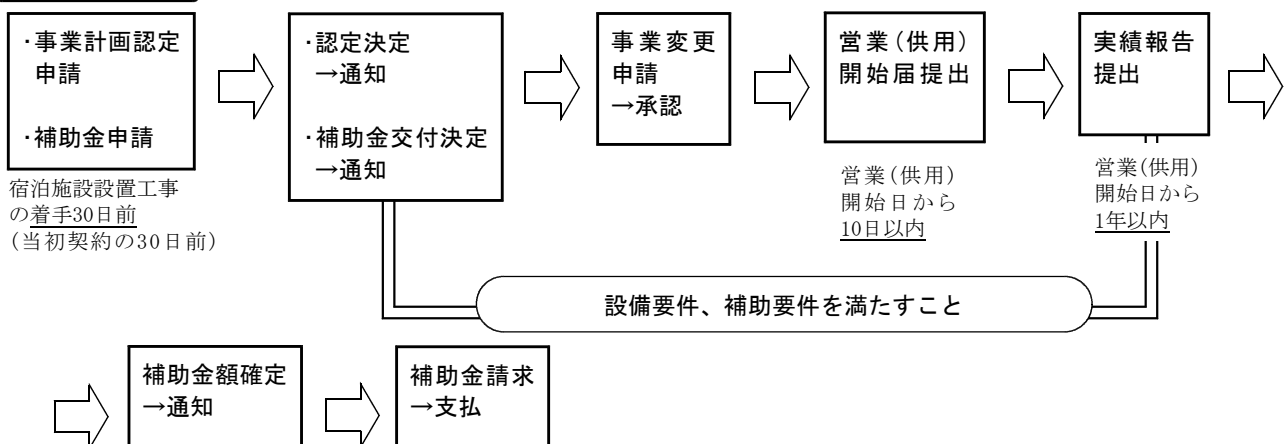 ・事業計画認定
申請
・補助金申請
宿泊施設設置工事
の着手30日前
(当初契約の30日前)
・認定決定
→通知
・補助金交付決定
→通知
事業変更
申請
→承認
営業(供用)
開始届提出
営業(供用)
開始日から
10日以内
実績報告
提出
営業(供用)
開始日から
1年以内
設備要件、補助要件を満たすこと
補助金額確定
→通知
補助金請求
→支払